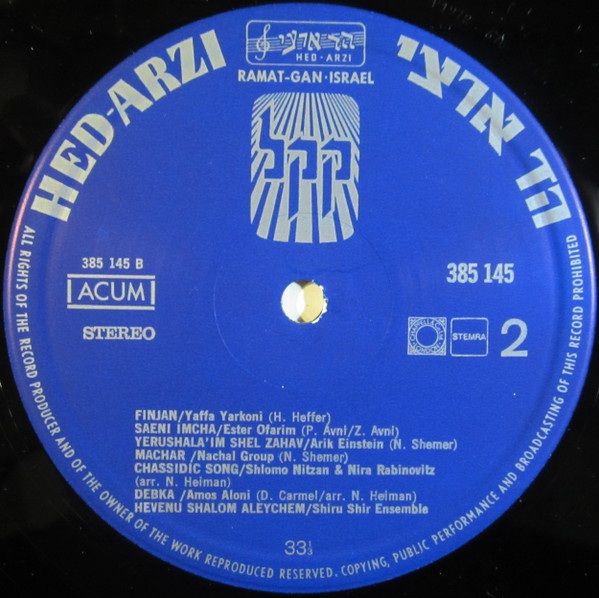 הד ארצי
HED-ARZI
RAMAT-GAN·ISRAEL
HED-ARZI
הד ארצי
קקל
385 145 B
385 145
ACUM
STEREO
STEMRA
2
FINJAN/Yaffa Yarkoni (H. Heffer)
SAENI IMCHA/Ester Ofarim (P. Avni/Z. Avni)
YERUSHALA'IM SHEL ZAHAV/Arik Einstein (N. Shemer)
MACHAR /Nachal Group (N. Shemer)
CHASSIDIC SONG/Shlomo Nitzan & Nira Rabinovitz
(arr. N. Heiman)
DEBKA /Amos Aloni (D. Carmel/arr. N. Heiman)
HEVENU SHALOM ALEYCHEM/Shiru Shir Ensemble
33⅓
ALL RIGHTS OF THE RECORD PRODUCER AND OF THE OWNER OF THE WORK REPRODUCED RESERVED. COPYING, PUBLIC PERFORMANCE AND BROADCASTING OF THIS RECORD PROHIBITED